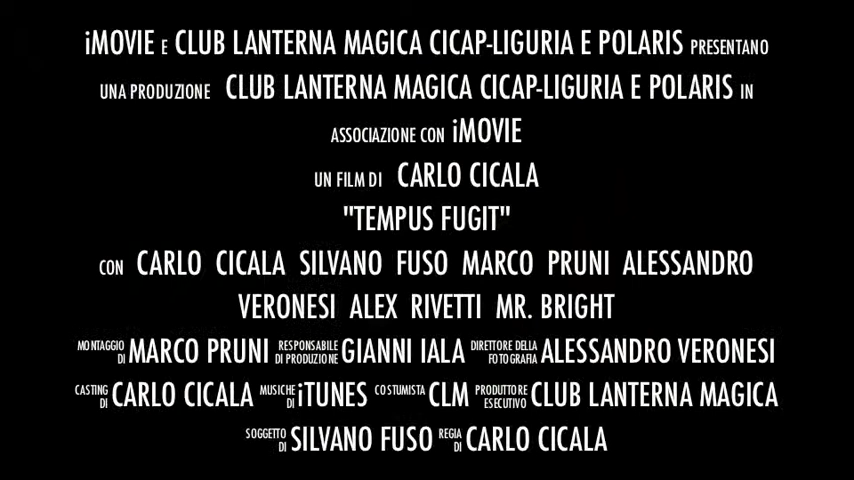 iMOVIE E CLUB LANTERNA MAGICA CICAP-LIGURIA E POLARIS PRESENTANO
UNA PRODUZIONE CLUB LANTERNA MAGICA CICAP-LIGURIA E POLARIS IN
ASSOCIAZIONE CON iMOVIE
UN FILM DI CARLO CICALA
"TEMPUS FUGIT"
CON CARLO CICALA SILVANO FUSO MARCO PRUNI ALESSANDRO
VERONESI ALEX RIVETTI MR. BRIGHT
MONTAGGIO DI MARCO PRUNI RESPONSABILE DI PRODUZIONE GIANNI IALA DIRETTORE DELLA FOTOGRAFIA ALESSANDRO VERONESI
CASTING DI CARLO CICALA MUSICHE DI iTUNES COSTUMISTA CLM PRODUTTORE ESECUTIVO CLUB LANTERNA MAGICA
SOGGETTO DI SILVANO FUSO REGIA DI CARLO CICALA